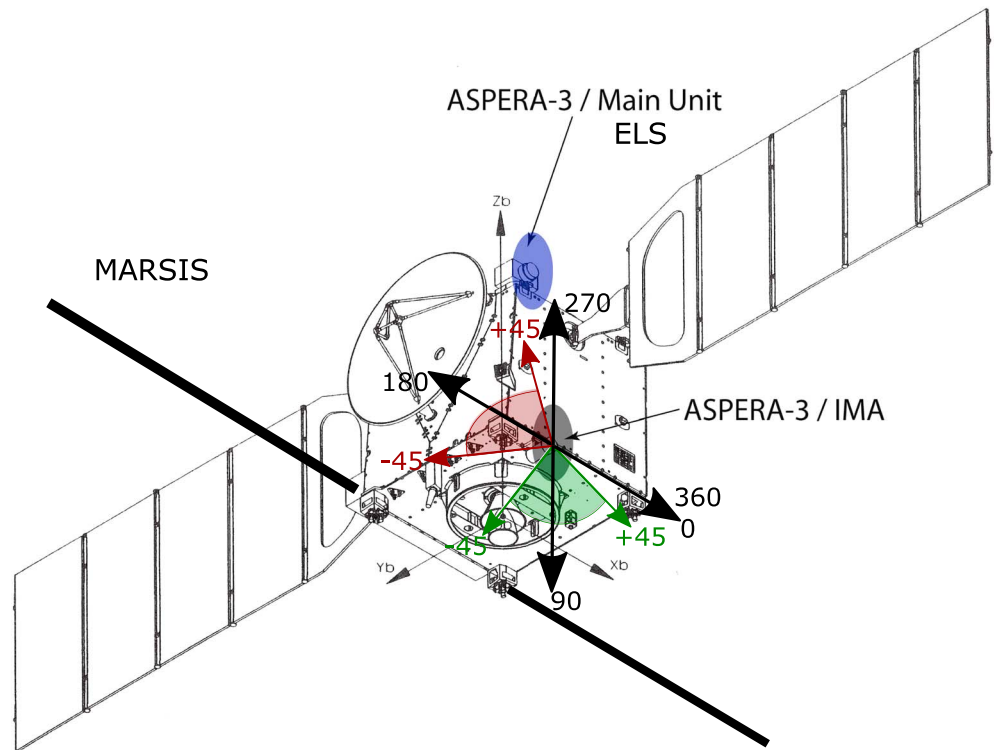 ASPERA-3 / Main Unit
ELS
Zb
MARSIS
270
+45
180
ASPERA-3 / IMA
-45
360
0
+45
-45
Yb
Xb
90